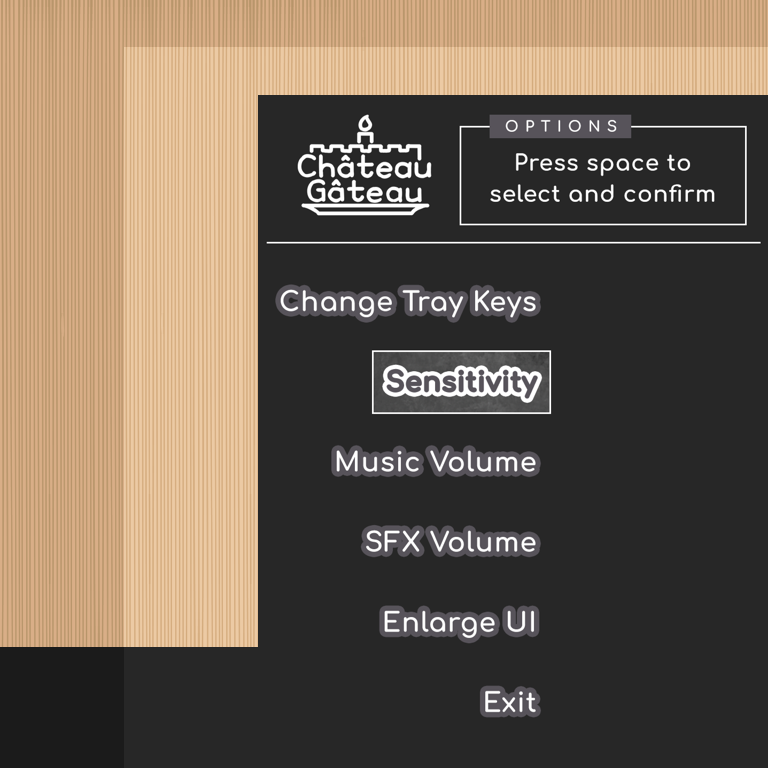 Château
Gâteau
OPTIONS
Press space to
select and confirm
Change Tray Keys
Sensitivity
Music Volume
SFX Volume
Enlarge UI
Exit